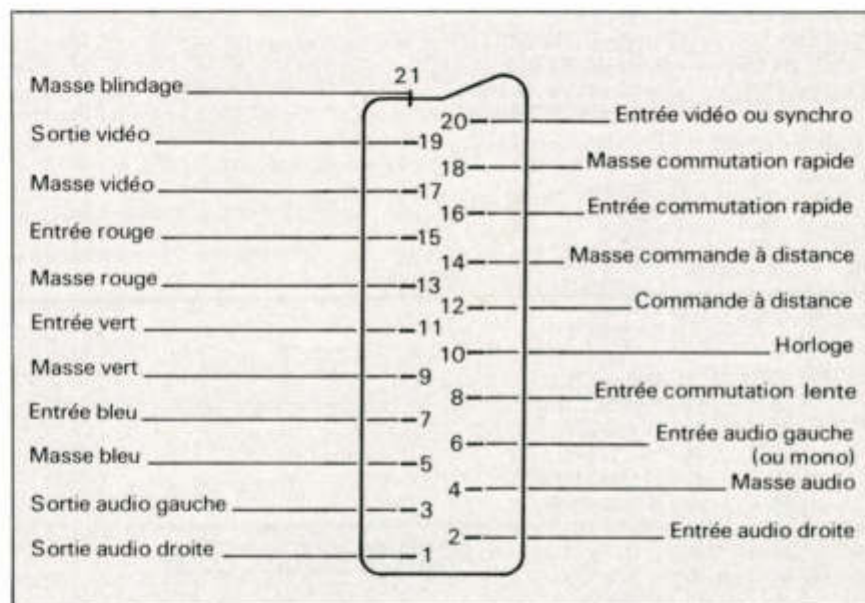 21
Masse blindage
20
Entrée vidéo ou synchro
Sortie vidéo
19
18
Masse commutation rapide
Masse vidéo
17
16
Entrée commutation rapide
Entrée rouge
15
14
Masse commande à distance
Masse rouge
13
12
Commande à distance
Entrée vert
11
10
Horloge
Masse vert
9
8
Entrée commutation lente
Entrée bleu
7
6
Entrée audio gauche
(ou mono)
Masse bleu
5
4
Masse audio
Sortie audio gauche
3
2
Entrée audio droite
Sortie audio droite
1